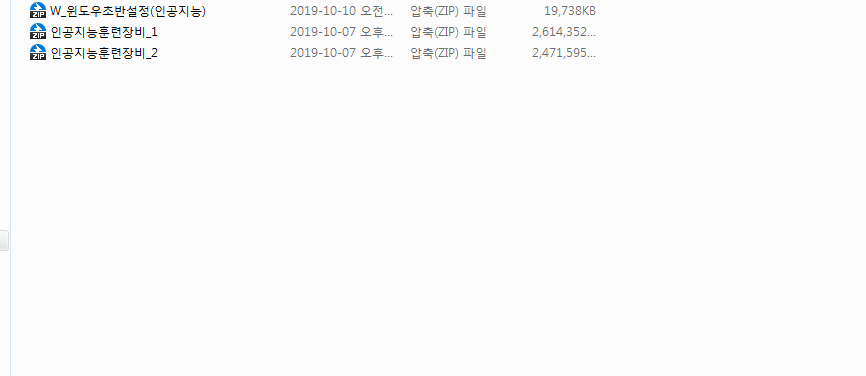 W_윈도우초반설정(인공지능) 2019-10-10 오전... 압축(ZIP) 파일 19,738KB
인공지능훈련장비_1 2019-10-07 오후... 압축(ZIP) 파일 2,614,352...
인공지능훈련장비_2 2019-10-07 오후... 압축(ZIP) 파일 2,471,595...